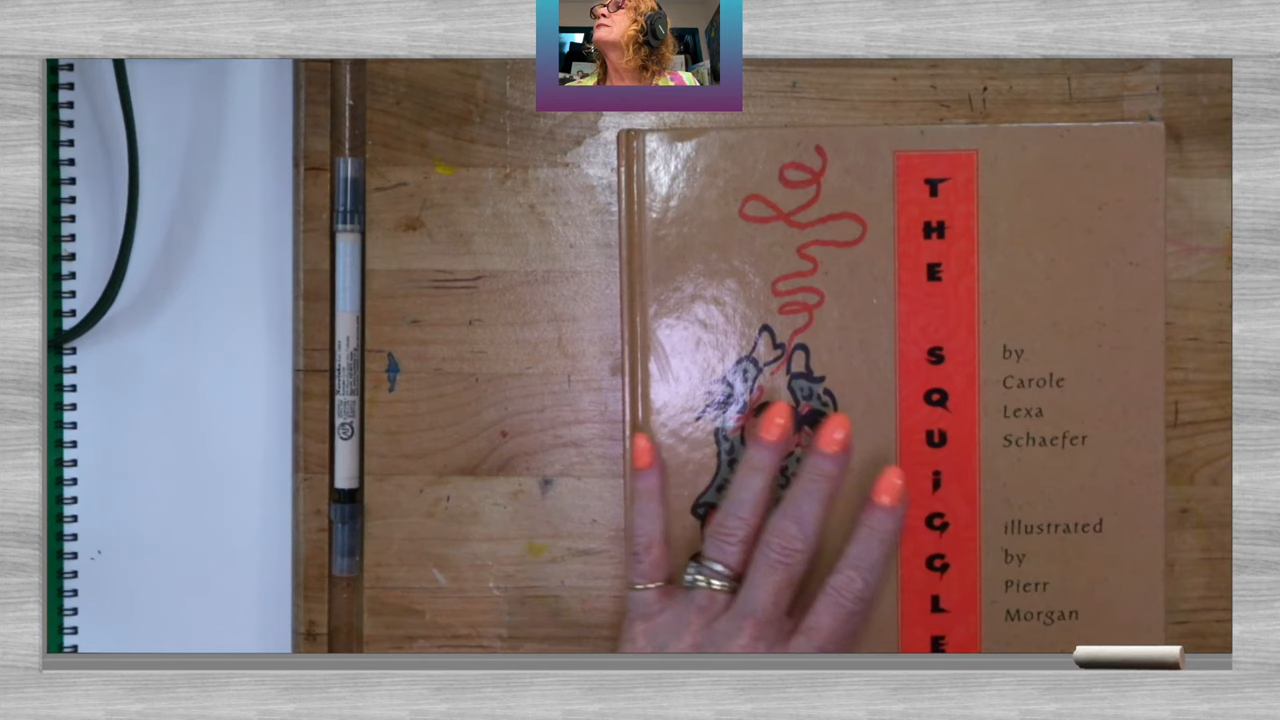 THE SQUiGGLE
by
Carole
Lexa
Schaefer
illustrated
by
Pierr
Morgan